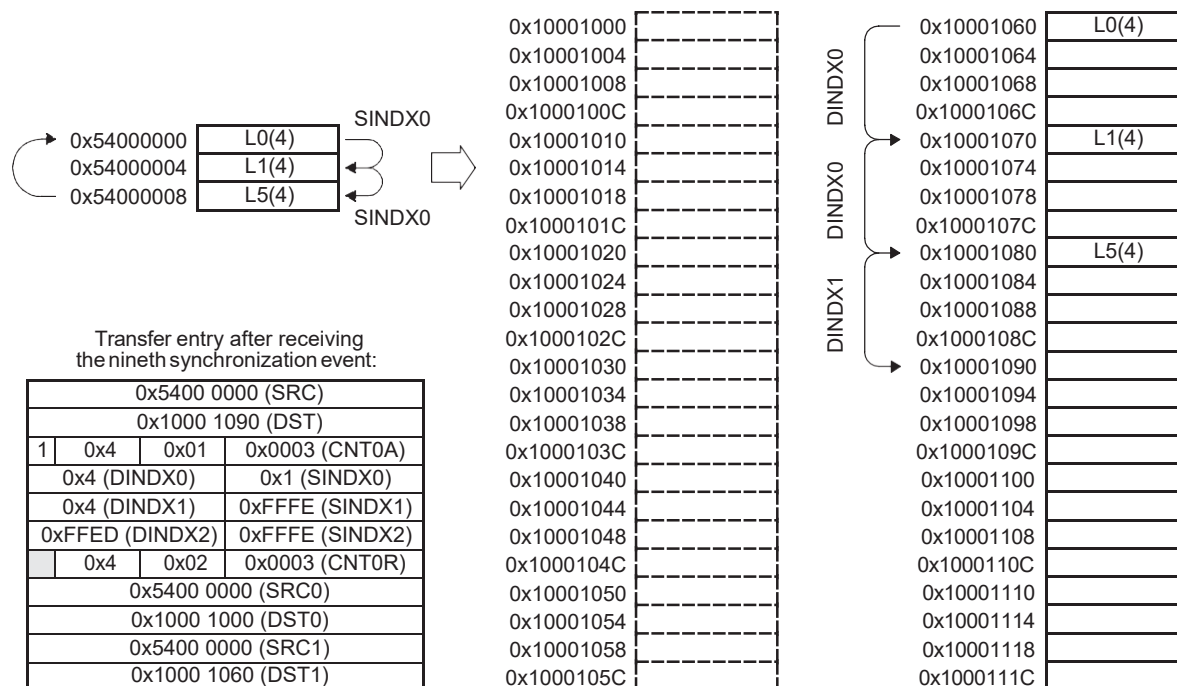 SINDX0
0x54000000 L0(4)
0x54000004 L1(4)
0x54000008 L5(4)
SINDX0
Transfer entry after receiving
the nineth synchronization event:
0x5400 0000 (SRC)
0x1000 1090 (DST)
1 0x4 0x01 0x0003 (CNT0A)
0x4 (DINDX0) 0x1 (SINDX0)
0x4 (DINDX1) 0xFFFE (SINDX1)
0xFFED (DINDX2) 0xFFFE (SINDX2)
0x4 0x02 0x0003 (CNT0R)
0x5400 0000 (SRC0)
0x1000 1000 (DST0)
0x5400 0000 (SRC1)
0x1000 1060 (DST1)
0x10001000
0x10001004
0x10001008
0x1000100C
0x10001010
0x10001014
0x10001018
0x1000101C
0x10001020
0x10001024
0x10001028
0x1000102C
0x10001030
0x10001034
0x10001038
0x1000103C
0x10001040
0x10001044
0x10001048
0x1000104C
0x10001050
0x10001054
0x10001058
0x1000105C
DINDX0
DINDX0
DINDX1
0x10001060 L0(4)
0x10001064
0x10001068
0x1000106C
0x10001070 L1(4)
0x10001074
0x10001078
0x1000107C
0x10001080 L5(4)
0x10001084
0x10001088
0x1000108C
0x10001090
0x10001094
0x10001098
0x1000109C
0x10001100
0x10001104
0x10001108
0x1000110C
0x10001110
0x10001114
0x10001118
0x1000111C